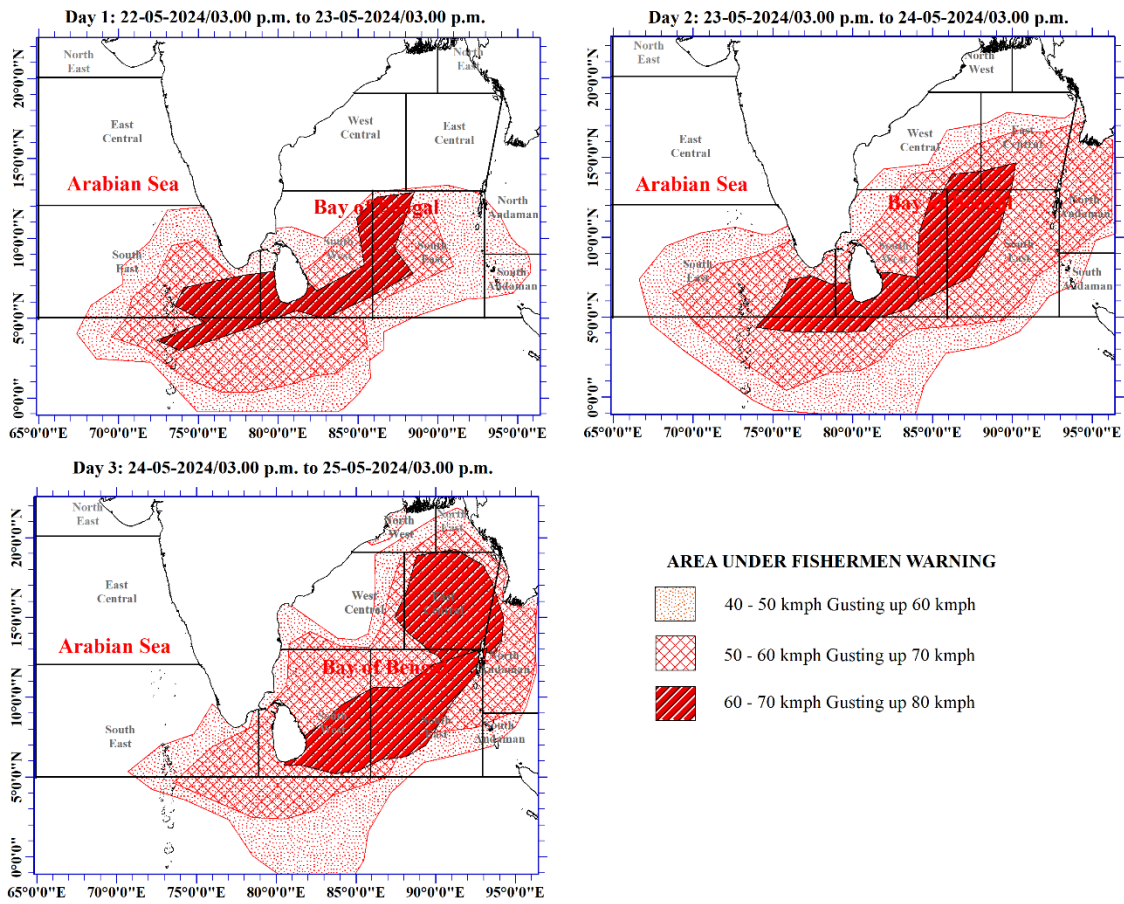 Day 1: 22-05-2024/03.00 p.m. to 23-05-2024/03.00 p.m.
North
East
North
East
West
Central
East
Central
East
Central
Arabian Sea
Bay of Bengal
North
Andaman
South
East
South
West
South
East
South
Andaman
20°0'0"N
15°0'0"N
10°0'0"N
5°0'0"N
0°0'0"
65°0'0"E 70°0'0"E 75°0'0"E 80°0'0"E 85°0'0"E 90°0'0"E 95°0'0"E
Day 2: 23-05-2024/03.00 p.m. to 24-05-2024/03.00 p.m.
North
East
North
West
East
Central
West
Central
East
Central
Arabian Sea
Bay
North
Andaman
South
East
South
West
South
East
South
Andaman
20°0'0"N
15°0'0"N
10°0'0"N
5°0'0"N
0°0'0"
65°0'0"E 70°0'0"E 75°0'0"E 80°0'0"E 85°0'0"E 90°0'0"E 95°0'0"E
Day 3: 24-05-2024/03.00 p.m. to 25-05-2024/03.00 p.m.
North
East
North
West
North
East
East
Central
West
Central
East
Central
Arabian Sea
Bay of Bengal
North
Andaman
South
East
South
West
South
East
South
Andaman
20°0'0"N
15°0'0"N
10°0'0"N
5°0'0"N
0°0'0"
65°0'0"E 70°0'0"E 75°0'0"E 80°0'0"E 85°0'0"E 90°0'0"E 95°0'0"E
AREA UNDER FISHERMEN WARNING
40 - 50 kmph Gusting up 60 kmph
50 - 60 kmph Gusting up 70 kmph
60 - 70 kmph Gusting up 80 kmph